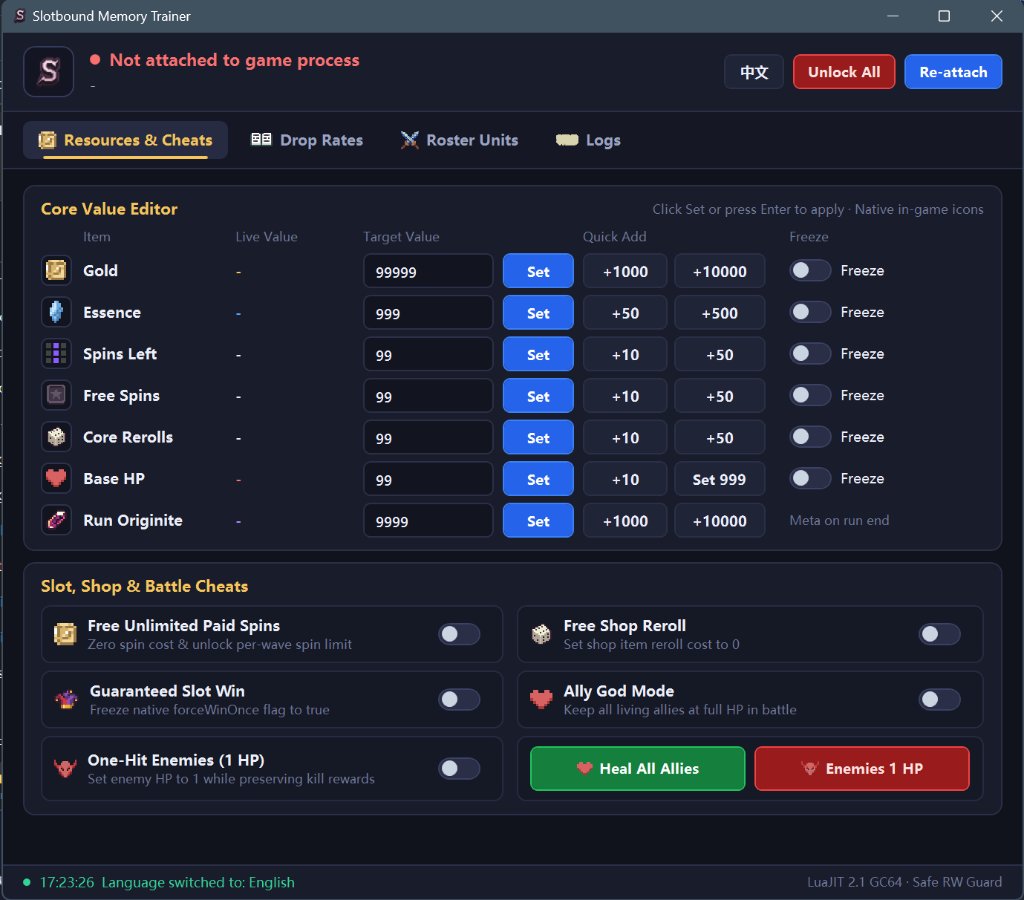 Slotbound Memory Trainer
Not attached to game process
-
中文
Unlock All
Re-attach
Resources & Cheats
Drop Rates
Roster Units
Logs
Core Value Editor
Click Set or press Enter to apply · Native in-game icons
Item Live Value Target Value Quick Add Freeze
Gold - 99999 Set +1000 +10000 Freeze
Essence - 999 Set +50 +500 Freeze
Spins Left - 99 Set +10 +50 Freeze
Free Spins - 99 Set +10 +50 Freeze
Core Rerolls - 99 Set +10 +50 Freeze
Base HP - 99 Set +10 Set 999 Freeze
Run Originite - 9999 Set +1000 +10000 Meta on run end
Slot, Shop & Battle Cheats
Free Unlimited Paid Spins
Zero spin cost & unlock per-wave spin limit
Free Shop Reroll
Set shop item reroll cost to 0
Guaranteed Slot Win
Freeze native forceWinOnce flag to true
Ally God Mode
Keep all living allies at full HP in battle
One-Hit Enemies (1 HP)
Set enemy HP to 1 while preserving kill rewards
Heal All Allies
Enemies 1 HP
17:23:26 Language switched to: English
LuaJIT 2.1 GC64 · Safe RW Guard